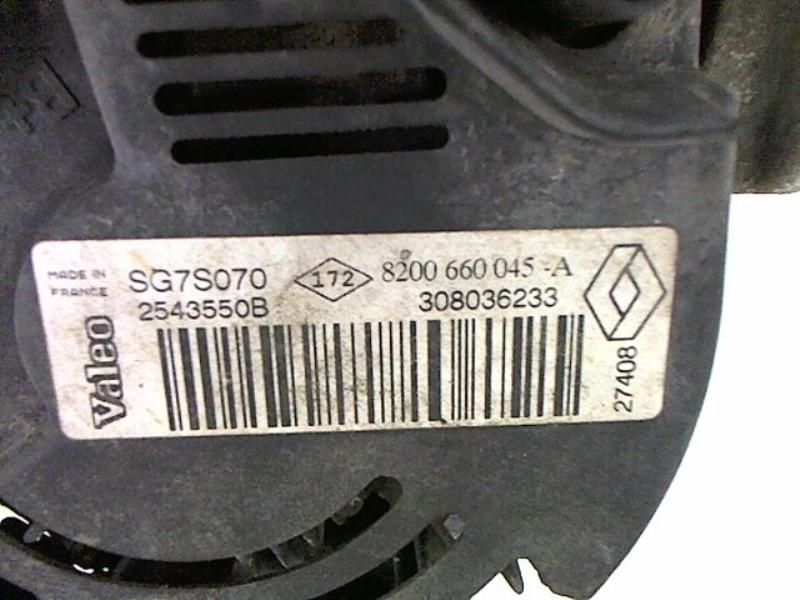 MADE IN
FRANCE
SG7S070
172
8200 660 045 -A
2543550B
308036233
Valeo
27408